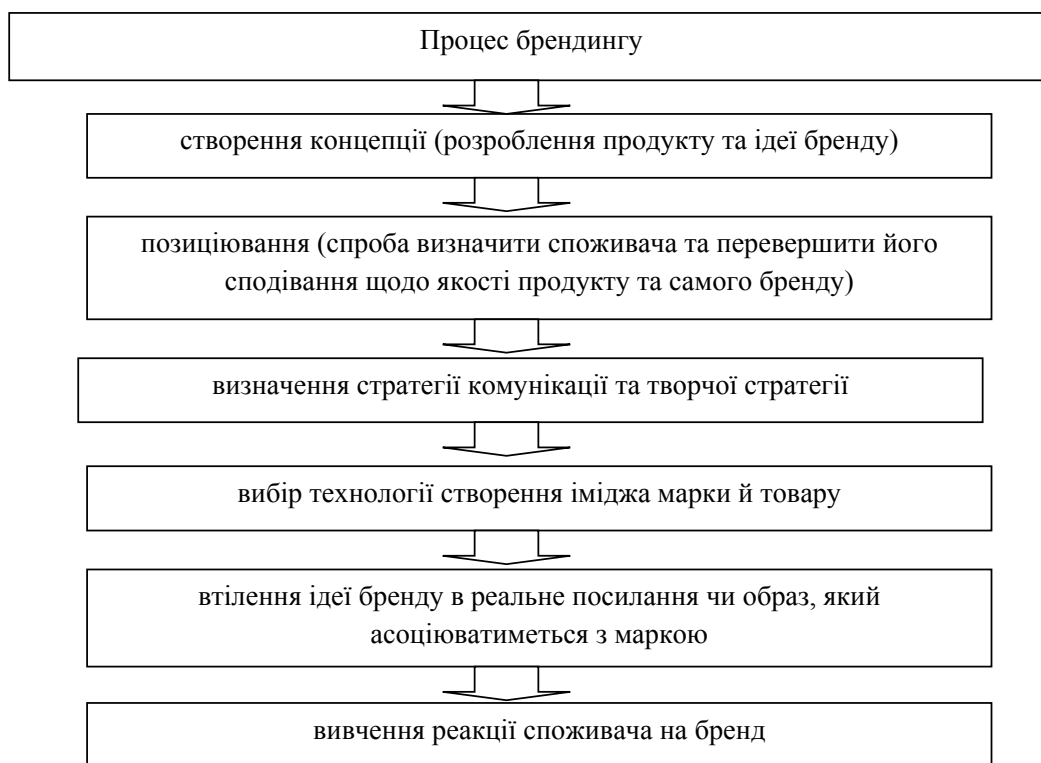 Процес брендингу
створення концепції (розроблення продукту та ідеї бренду)
позиціювання (спроба визначити споживача та перевершити його
сподівання щодо якості продукту та самого бренду)
визначення стратегії комунікації та творчої стратегії
вибір технології створення іміджа марки й товару
втілення ідеї бренду в реальне посилання чи образ, який
асоціюватиметься з маркою
вивчення реакції споживача на бренд